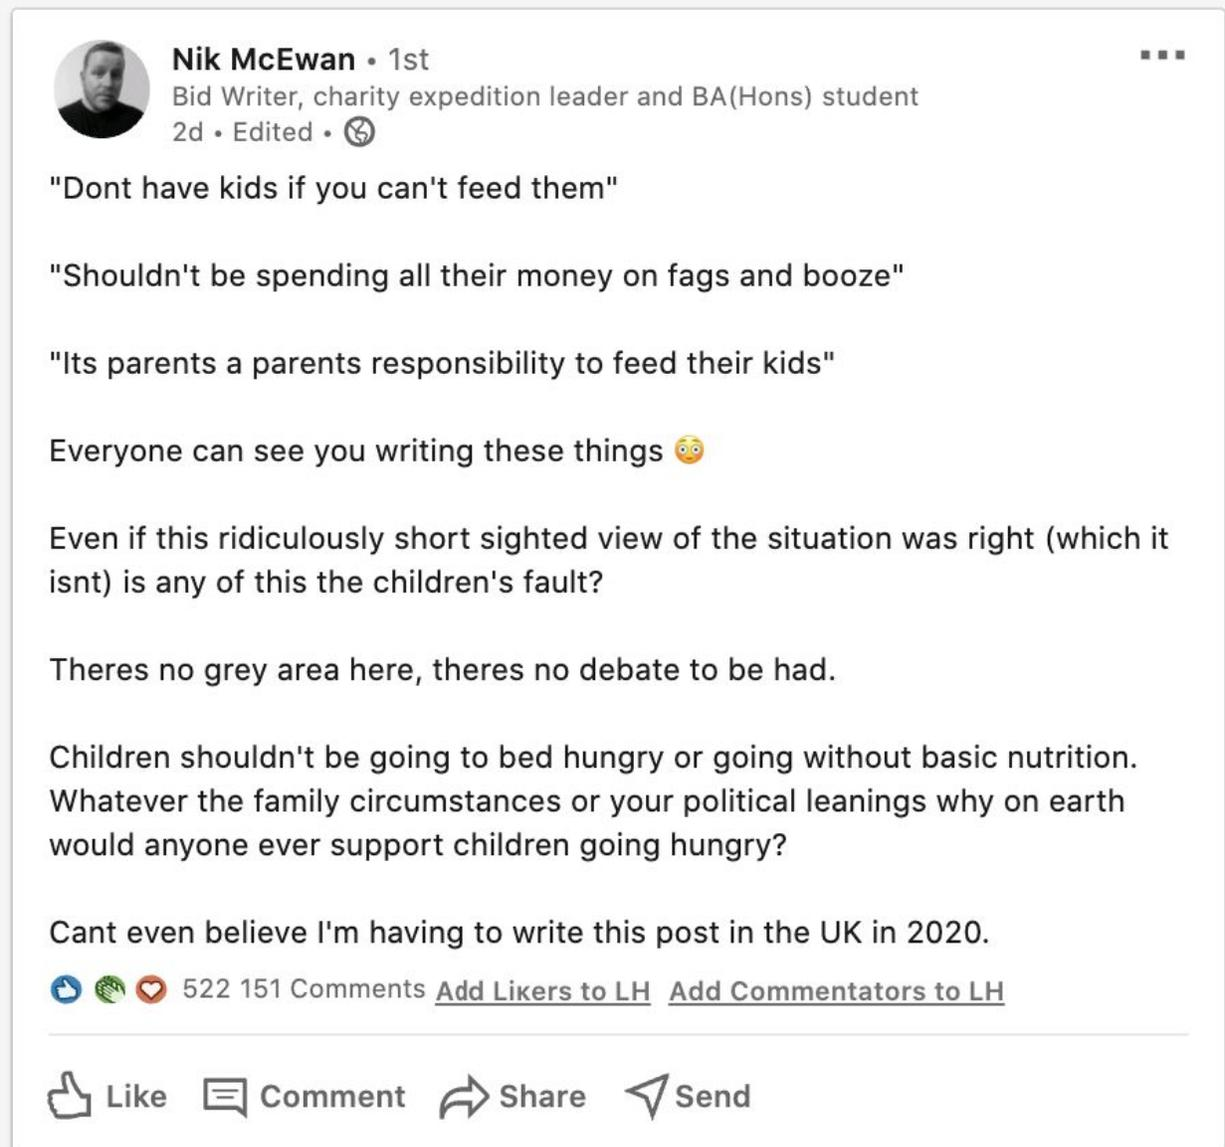 Nik McEwan • 1st
Bid Writer, charity expedition leader and BA(Hons) student
2d • Edited •
"Dont have kids if you can't feed them"
"Shouldn't be spending all their money on fags and booze"
"Its parents a parents responsibility to feed their kids"
Everyone can see you writing these things 😳
Even if this ridiculously short sighted view of the situation was right (which it
isnt) is any of this the children's fault?
Theres no grey area here, theres no debate to be had.
Children shouldn't be going to bed hungry or going without basic nutrition.
Whatever the family circumstances or your political leanings why on earth
would anyone ever support children going hungry?
Cant even believe I'm having to write this post in the UK in 2020.
522 151 Comments Add Likers to LH Add Commentators to LH
Like Comment Share Send